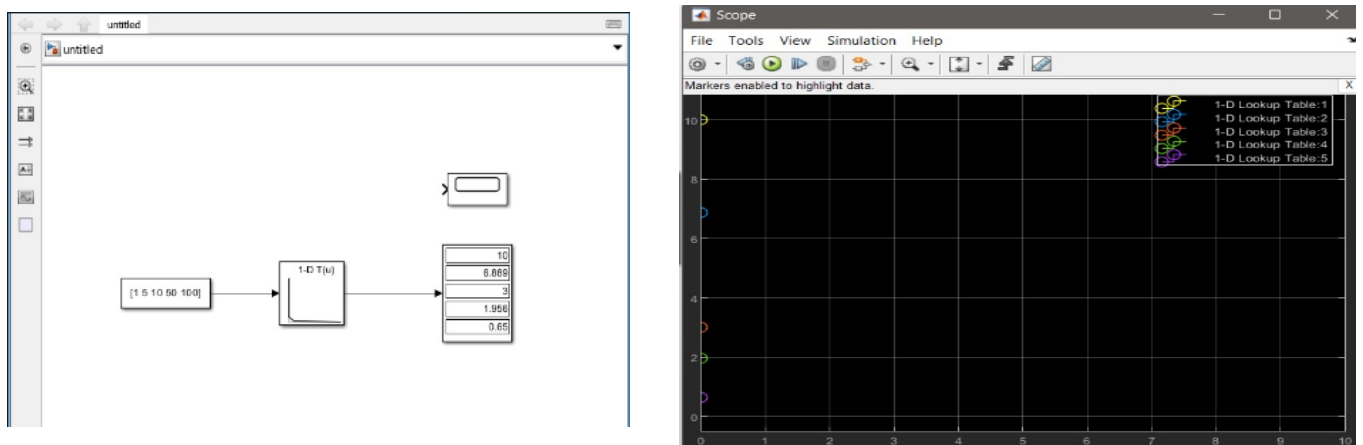 untitled
untitled
1-D T(u)
[1 5 10 50 100]
10
6.889
3
1.956
0.65
Scope
File Tools View Simulation Help
Markers enabled to highlight data.
X
1-D Lookup Table:1
1-D Lookup Table:2
1-D Lookup Table:3
1-D Lookup Table:4
1-D Lookup Table:5
10
8
6
4
2
0
0 1 2 3 4 5 6 7 8 9 10